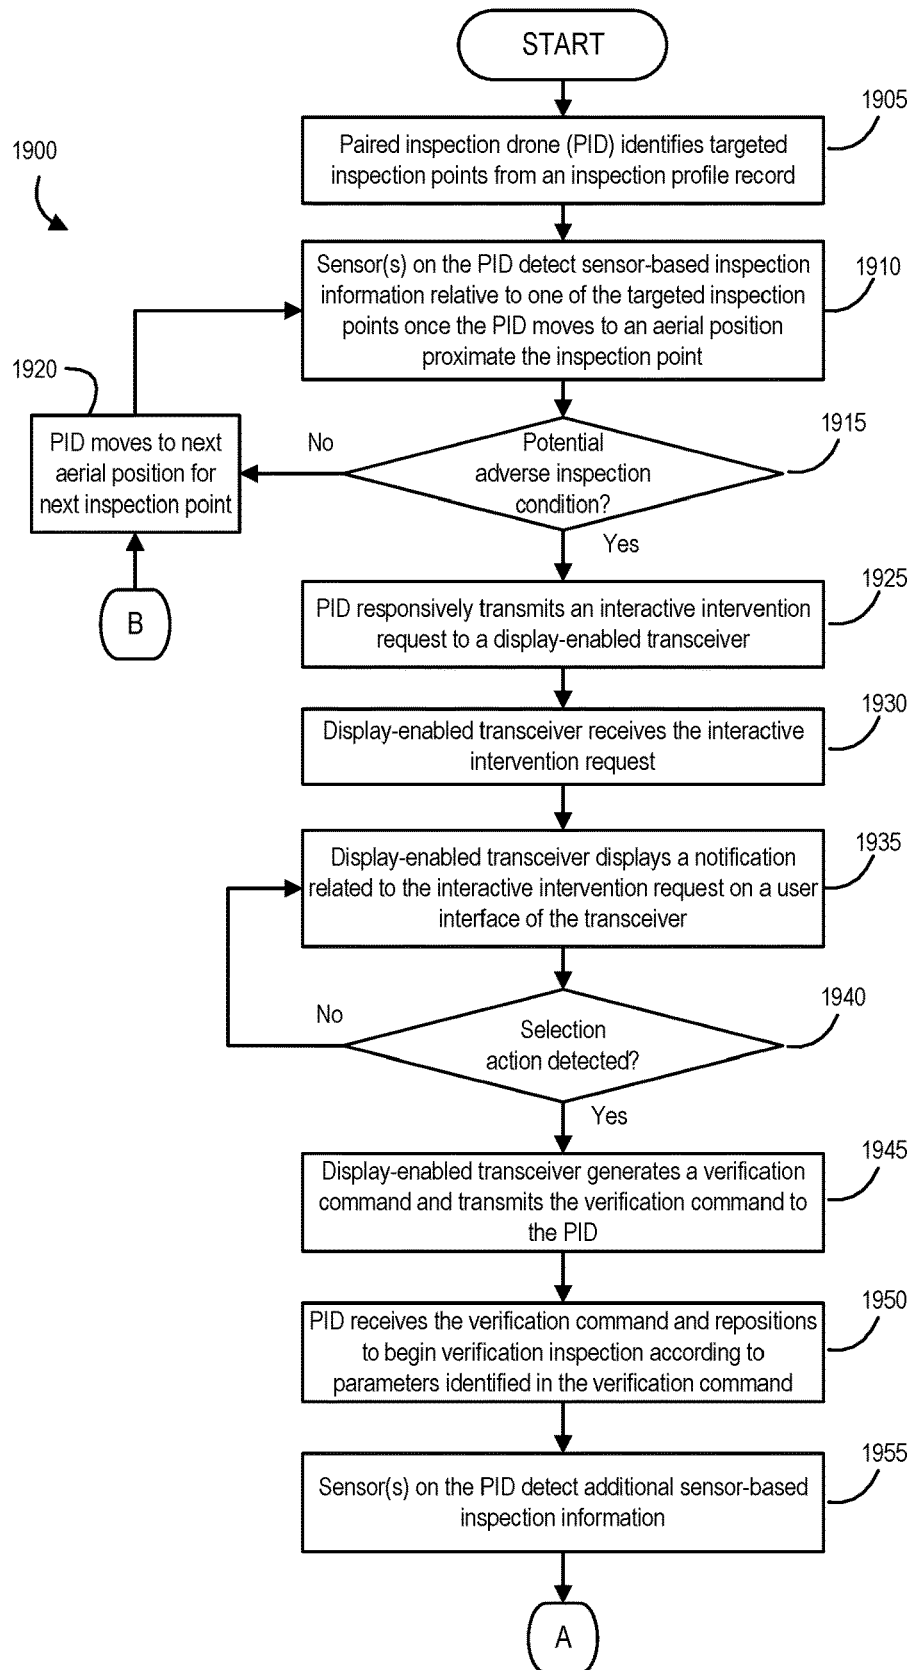 START
1905
Paired inspection drone (PID) identifies targeted
inspection points from an inspection profile record
1900
Sensor(s) on the PID detect sensor-based inspection
information relative to one of the targeted inspection
points once the PID moves to an aerial position
proximate the inspection point
1910
1920
PID moves to next
aerial position for
next inspection point
No
Potential
adverse inspection
condition?
1915
Yes
B
1925
PID responsively transmits an interactive intervention
request to a display-enabled transceiver
1930
Display-enabled transceiver receives the interactive
intervention request
1935
Display-enabled transceiver displays a notification
related to the interactive intervention request on a user
interface of the transceiver
No
Selection
action detected?
1940
Yes
1945
Display-enabled transceiver generates a verification
command and transmits the verification command to
the PID
1950
PID receives the verification command and repositions
to begin verification inspection according to
parameters identified in the verification command
1955
Sensor(s) on the PID detect additional sensor-based
inspection information
A